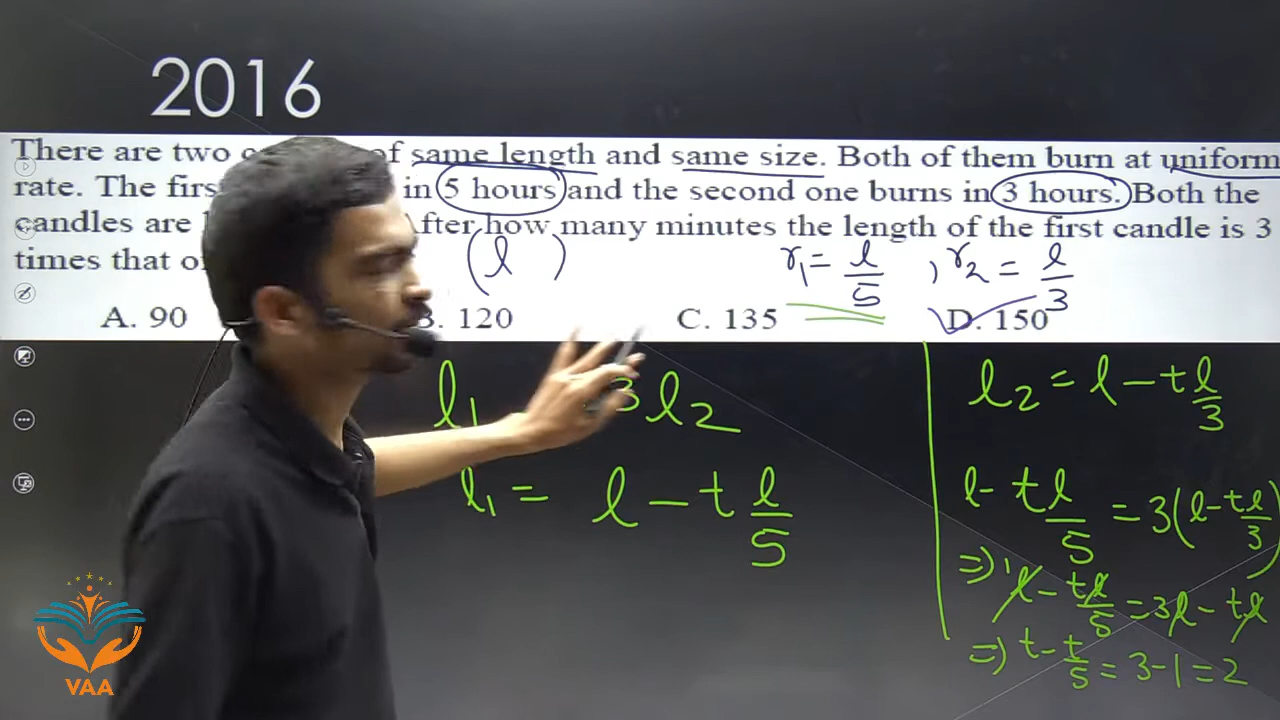 2016
There are two of same length and same size. Both of them burn at uniform
rate. The in 5 hours and the second one burns in 3 hours. Both the
candles are how many minutes the length of the first candle is 3
times that
(l) r₁ = l/5 , r₂ = l/3
A. 90 B. 120 C. 135 D. 150
l₁ 3l₂
l₁ = l - t l/5
l₂ = l - t l/3
l - tl/5 = 3(l - tl/3)
=> l - tl/5 = 3l - tl
=> t - t/5 = 3-1 = 2
VAA